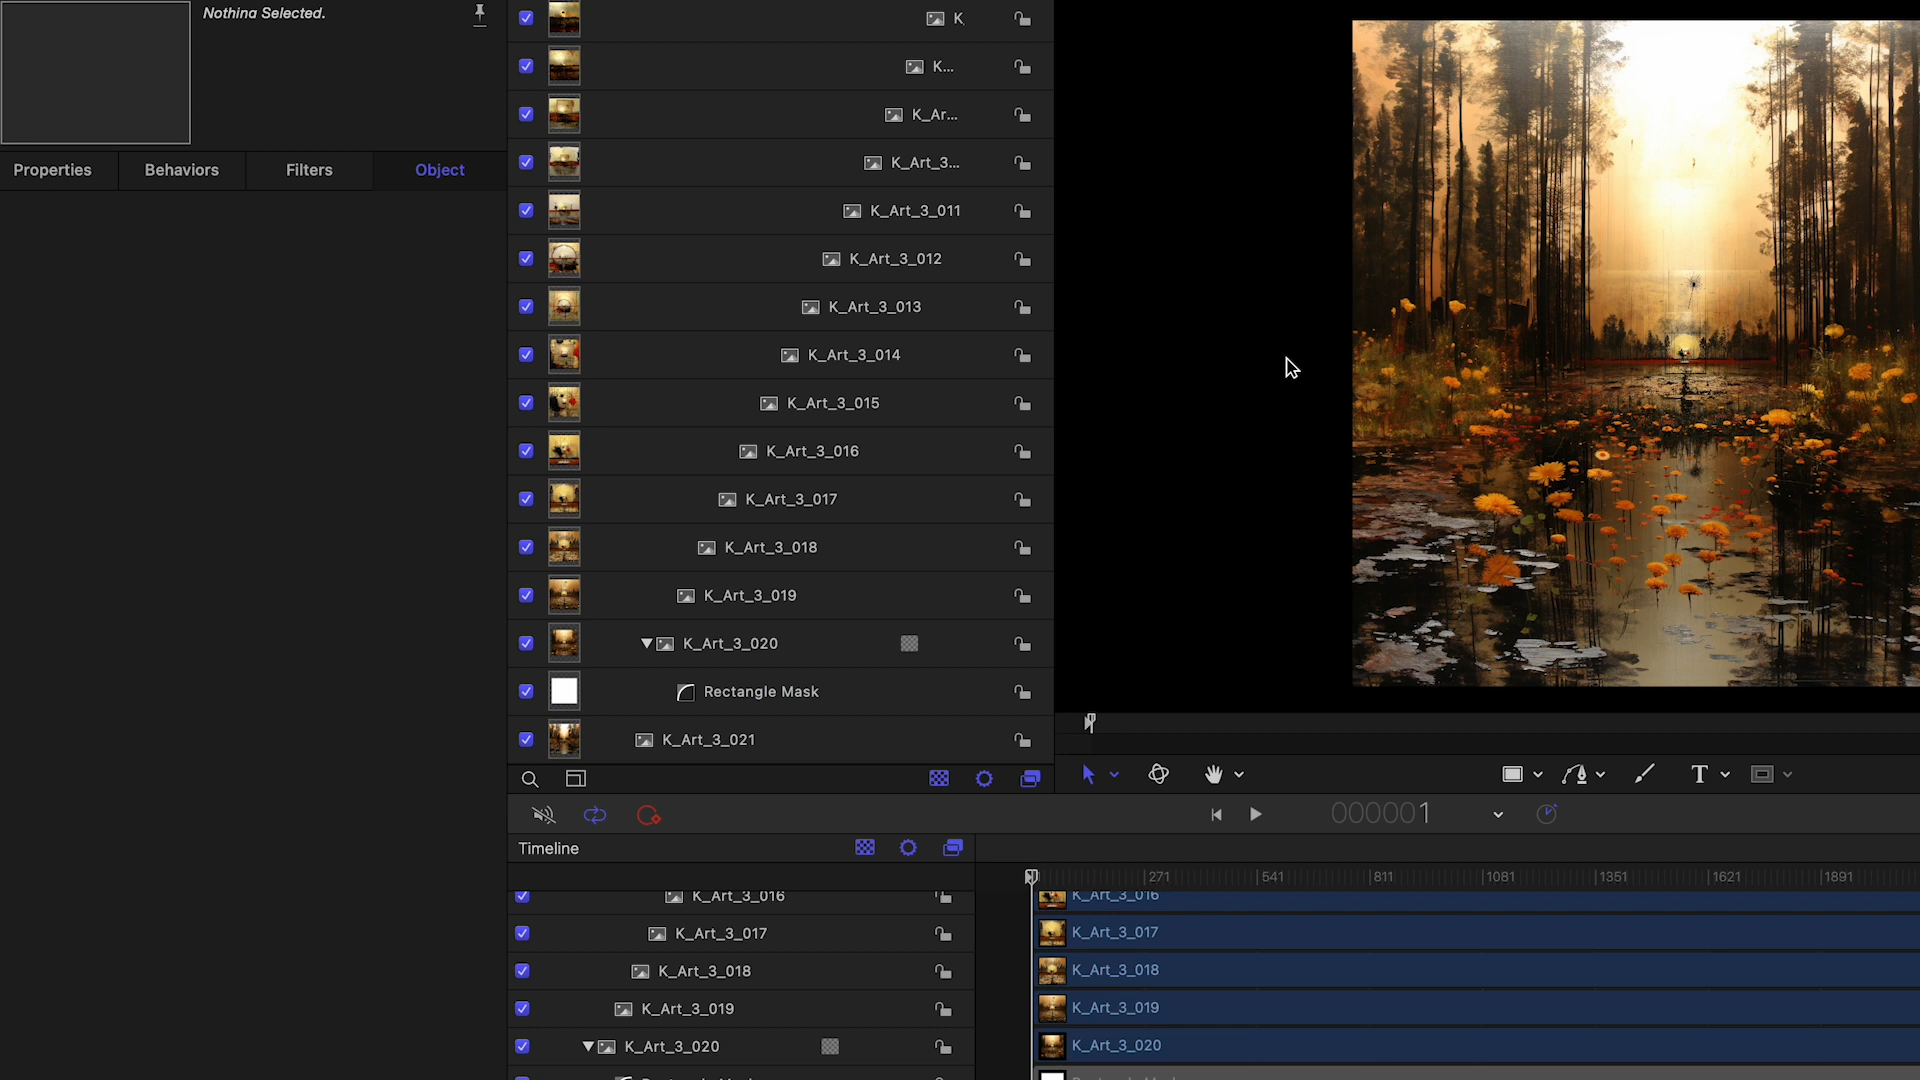 Nothing Selected.
Properties
Behaviors
Filters
Object
K
K...
K_Ar...
K_Art_3...
K_Art_3_011
K_Art_3_012
K_Art_3_013
K_Art_3_014
K_Art_3_015
K_Art_3_016
K_Art_3_017
K_Art_3_018
K_Art_3_019
K_Art_3_020
Rectangle Mask
K_Art_3_021
T
000001
Timeline
271
541
811
1081
1351
1621
1891
K_Art_3_016
K_Art_3_016
K_Art_3_017
K_Art_3_017
K_Art_3_018
K_Art_3_018
K_Art_3_019
K_Art_3_019
K_Art_3_020
K_Art_3_020